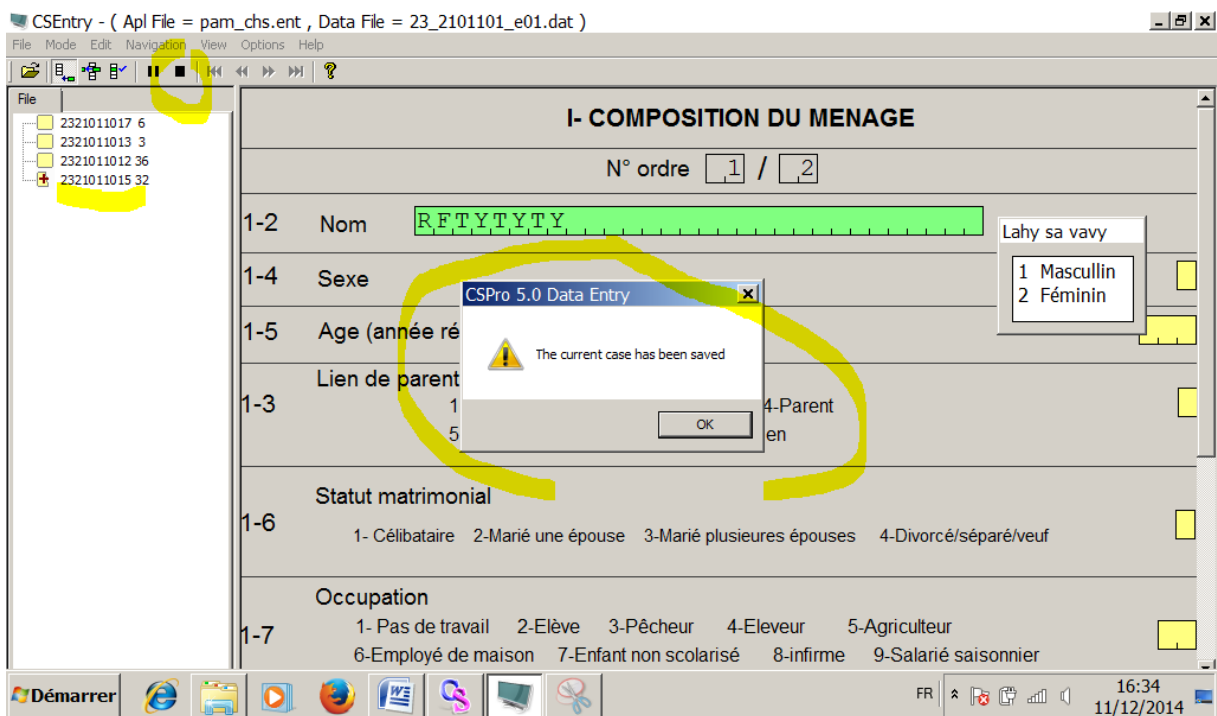 CSEntry - ( Apl File = pam_chs.ent , Data File = 23_2101101_e01.dat )
File Mode Edit Navigation View Options Help
File
2321011017 6
2321011013 3
2321011012 36
2321011015 32
I- COMPOSITION DU MENAGE
N° ordre 1 / 2
1-2 Nom RFTYTYTY
Lahy sa vavy
1 Mascullin
2 Féminin
1-4 Sexe
1-5 Age (année ré
CSPro 5.0 Data Entry
The current case has been saved
OK
Lien de parent
1-3
1 4-Parent
5 en
Statut matrimonial
1-6
1- Célibataire 2-Marié une épouse 3-Marié plusieures épouses 4-Divorcé/séparé/veuf
Occupation
1-7
1- Pas de travail 2-Elève 3-Pêcheur 4-Eleveur 5-Agriculteur
6-Employé de maison 7-Enfant non scolarisé 8-infirme 9-Salarié saisonnier
Démarrer
FR
16:34
11/12/2014